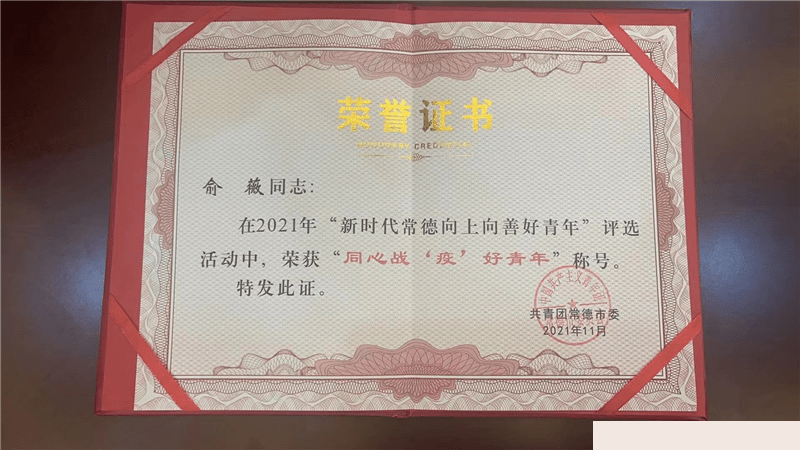 荣誉证书
HONORARY CREDENTIAL
俞 薇同志:
在2021年“新时代常德向上向善好青年”评选
活动中,荣获“同心战‘疫’好青年”称号。
特发此证。
共青团常德市委
2021年11月